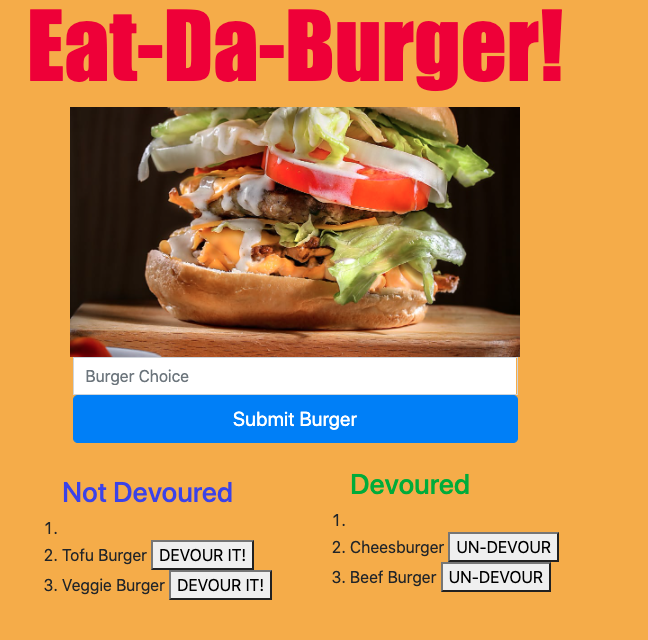 Eat-Da-Burger!
Burger Choice
Submit Burger
Not Devoured
1.
2. Tofu Burger DEVOUR IT!
3. Veggie Burger DEVOUR IT!
Devoured
1.
2. Cheesburger UN-DEVOUR
3. Beef Burger UN-DEVOUR